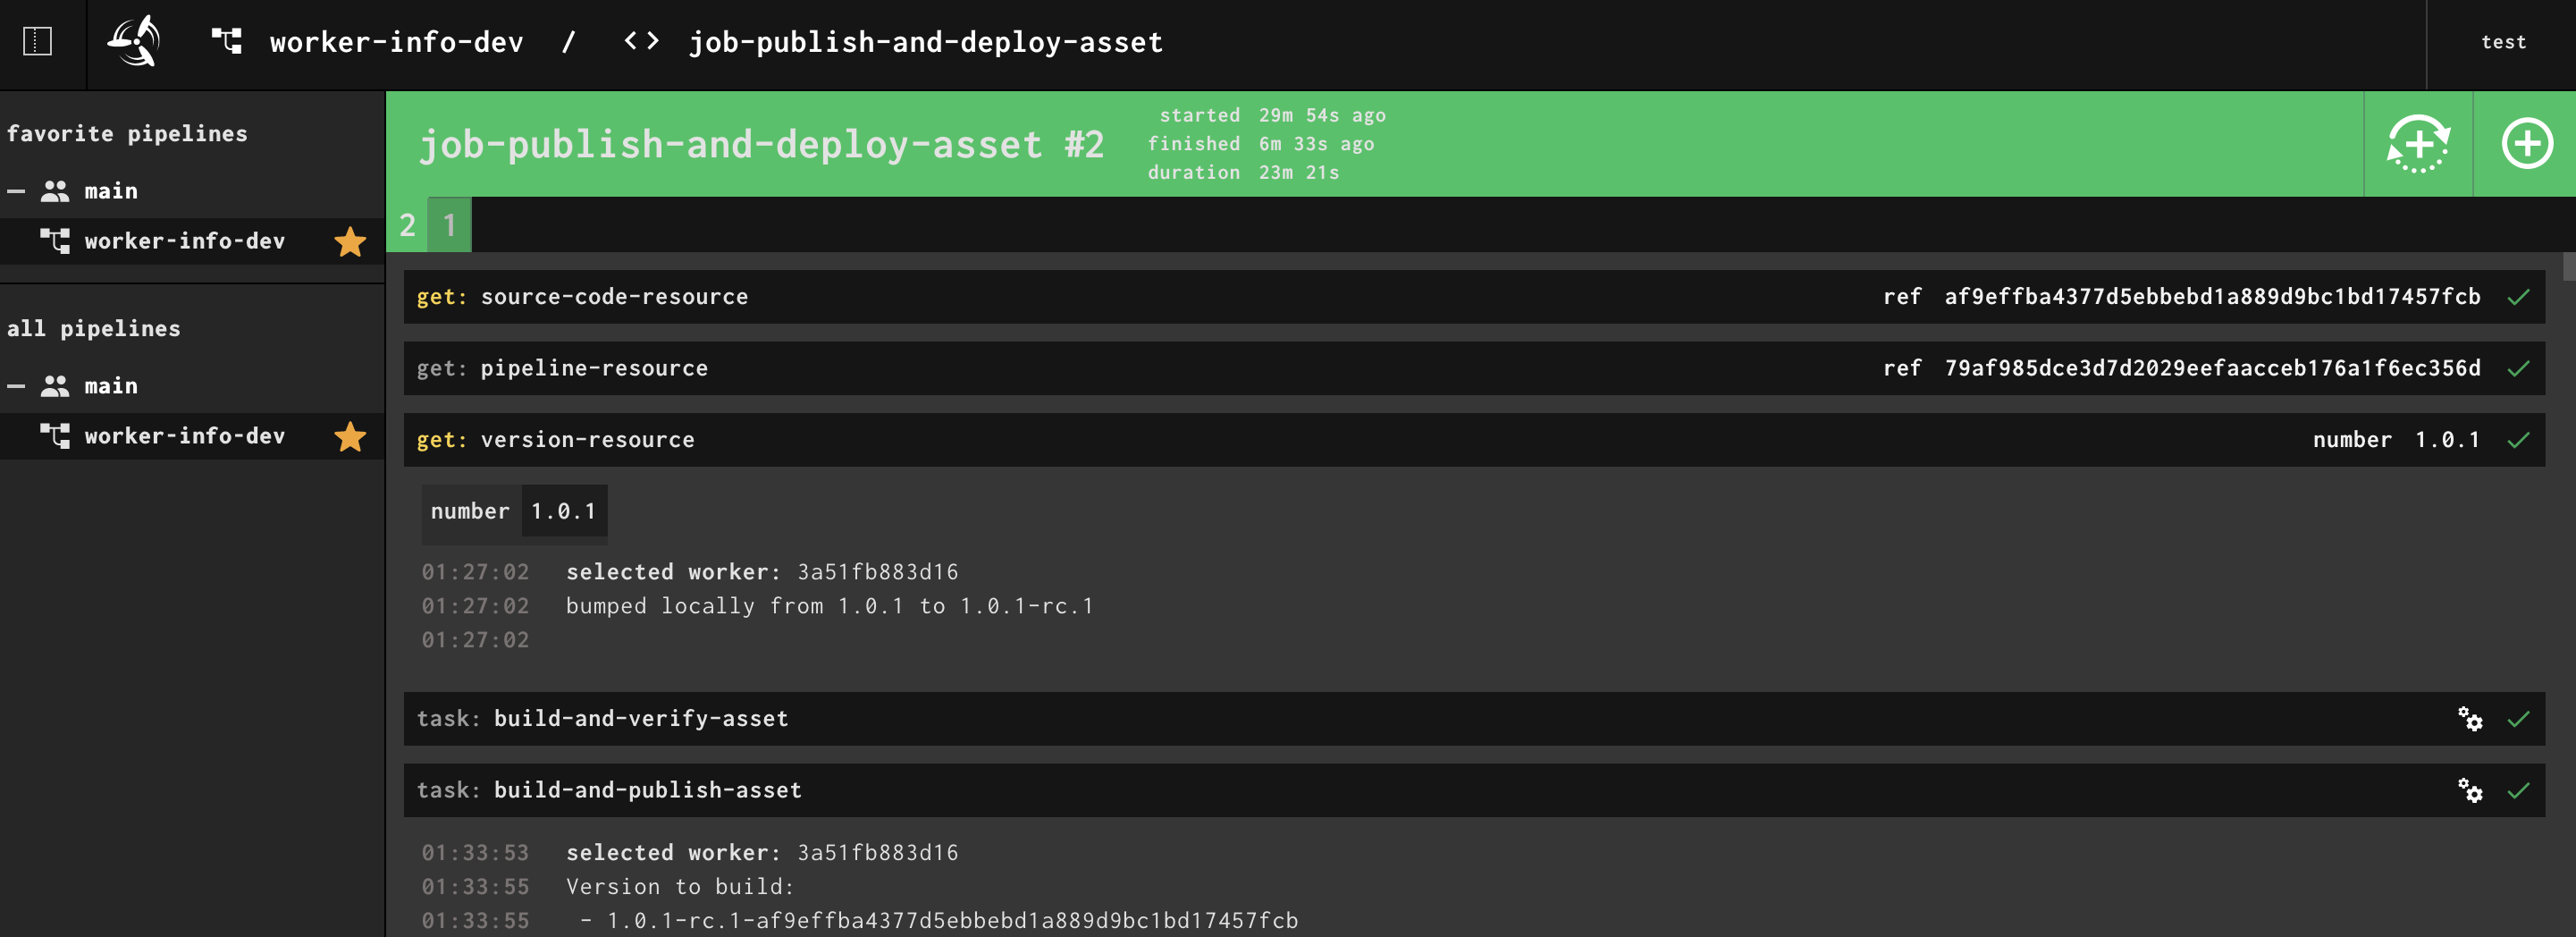 worker-info-dev / <> job-publish-and-deploy-asset
test
favorite pipelines
main
worker-info-dev
all pipelines
main
worker-info-dev
job-publish-and-deploy-asset #2
started 29m 54s ago
finished 6m 33s ago
duration 23m 21s
2 1
get: source-code-resource ref af9effba4377d5ebbebd1a889d9bc1bd17457fcb
get: pipeline-resource ref 79af985dce3d7d2029eefaacceb176a1f6ec356d
get: version-resource number 1.0.1
number 1.0.1
01:27:02 selected worker: 3a51fb883d16
01:27:02 bumped locally from 1.0.1 to 1.0.1-rc.1
01:27:02
task: build-and-verify-asset
task: build-and-publish-asset
01:33:53 selected worker: 3a51fb883d16
01:33:55 Version to build:
01:33:55 - 1.0.1-rc.1-af9effba4377d5ebbebd1a889d9bc1bd17457fcb